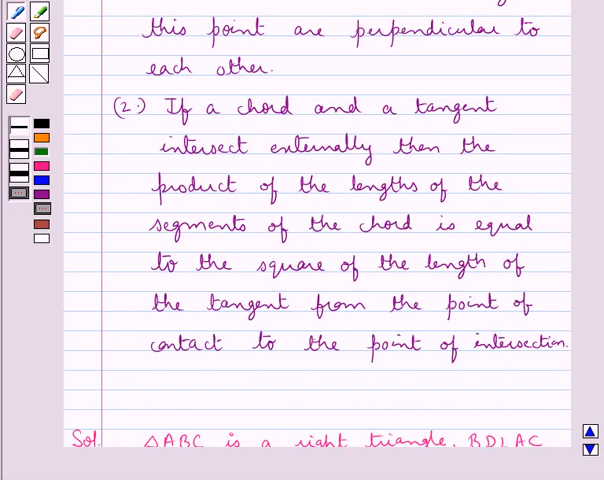 this point are perpendicular to
each other.
(2.) If a chord and a tangent
intersect externally then the
product of the lengths of the
segments of the chord is equal
to the square of the length of
the tangent from the point of
contact to the point of intersection.
Sol. △ABC is a right triangle. BD⊥AC